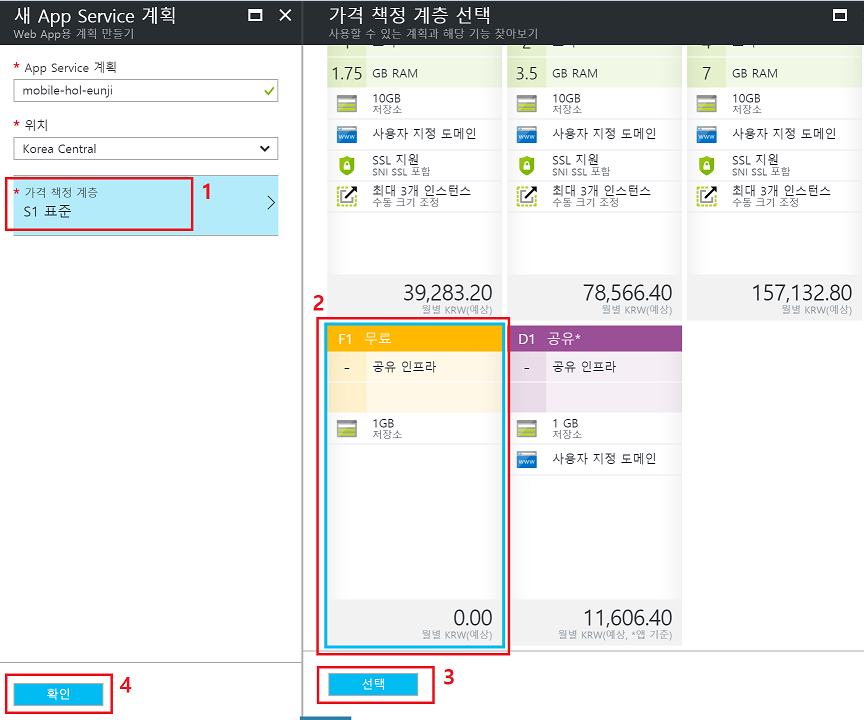 새 App Service 계획
Web App용 계획 만들기
* App Service 계획
mobile-hol-eunji
* 위치
Korea Central
* 가격 책정 계층
S1 표준
1
확인
4
가격 책정 계층 선택
사용할 수 있는 계획과 해당 기능 찾아보기
1.75 GB RAM
10GB
저장소
사용자 지정 도메인
SSL 지원
SNI SSL 포함
최대 3개 인스턴스
수동 크기 조정
39,283.20
월별 KRW(예상)
3.5 GB RAM
10GB
저장소
사용자 지정 도메인
SSL 지원
SNI SSL 포함
최대 3개 인스턴스
수동 크기 조정
78,566.40
월별 KRW(예상)
7 GB RAM
10GB
저장소
사용자 지정 도메인
SSL 지원
SNI SSL 포함
최대 3개 인스턴스
수동 크기 조정
157,132.80
월별 KRW(예상)
2
F1 무료
- 공유 인프라
1GB
저장소
0.00
월별 KRW(예상)
D1 공유*
- 공유 인프라
1 GB
저장소
사용자 지정 도메인
11,606.40
월별 KRW(예상, *앱 기준)
선택
3